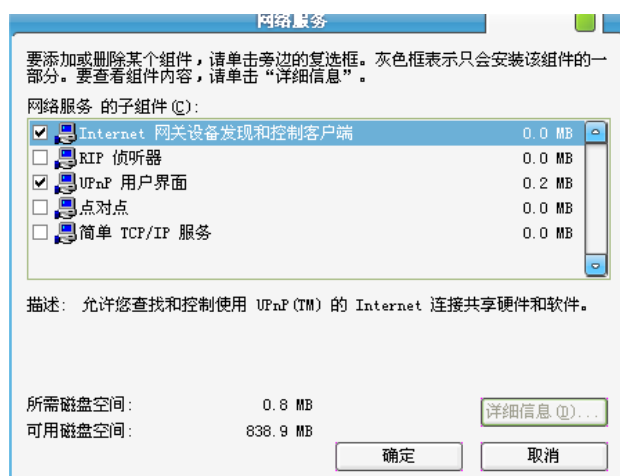 网络服务
要添加或删除某个组件，请单击旁边的复选框。灰色框表示只会安装该组件的一
部分。要查看组件内容，请单击“详细信息”。
网络服务 的子组件(C):
Internet 网关设备发现和控制客户端 0.0 MB
RIP 侦听器 0.0 MB
UPnP 用户界面 0.2 MB
点对点 0.0 MB
简单 TCP/IP 服务 0.0 MB
描述: 允许您查找和控制使用 UPnP(TM) 的 Internet 连接共享硬件和软件。
所需磁盘空间: 0.8 MB
详细信息(D)...
可用磁盘空间: 838.9 MB
确定 取消